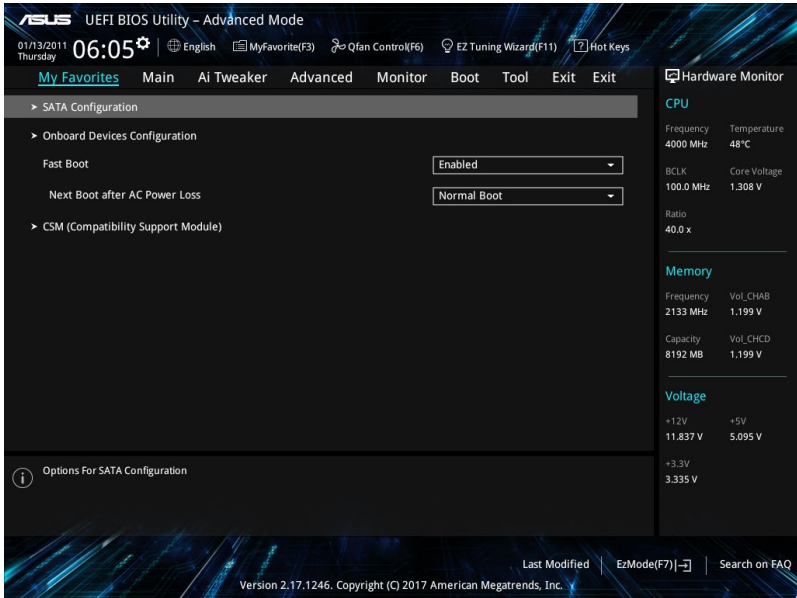 ASUS UEFI BIOS Utility – Advanced Mode
01/13/2011 Thursday 06:05 English MyFavorite(F3) Qfan Control(F6) EZ Tuning Wizard(F11) ? Hot Keys
My Favorites Main Ai Tweaker Advanced Monitor Boot Tool Exit Exit
> SATA Configuration
> Onboard Devices Configuration
Fast Boot Enabled
Next Boot after AC Power Loss Normal Boot
> CSM (Compatibility Support Module)
i Options For SATA Configuration
Hardware Monitor
CPU
Frequency Temperature
4000 MHz 48°C
BCLK Core Voltage
100.0 MHz 1.308 V
Ratio
40.0 x
Memory
Frequency Vol_CHAB
2133 MHz 1.199 V
Capacity Vol_CHCD
8192 MB 1.199 V
Voltage
+12V +5V
11.837 V 5.095 V
+3.3V
3.335 V
Last Modified EzMode(F7) Search on FAQ
Version 2.17.1246. Copyright (C) 2017 American Megatrends, Inc.